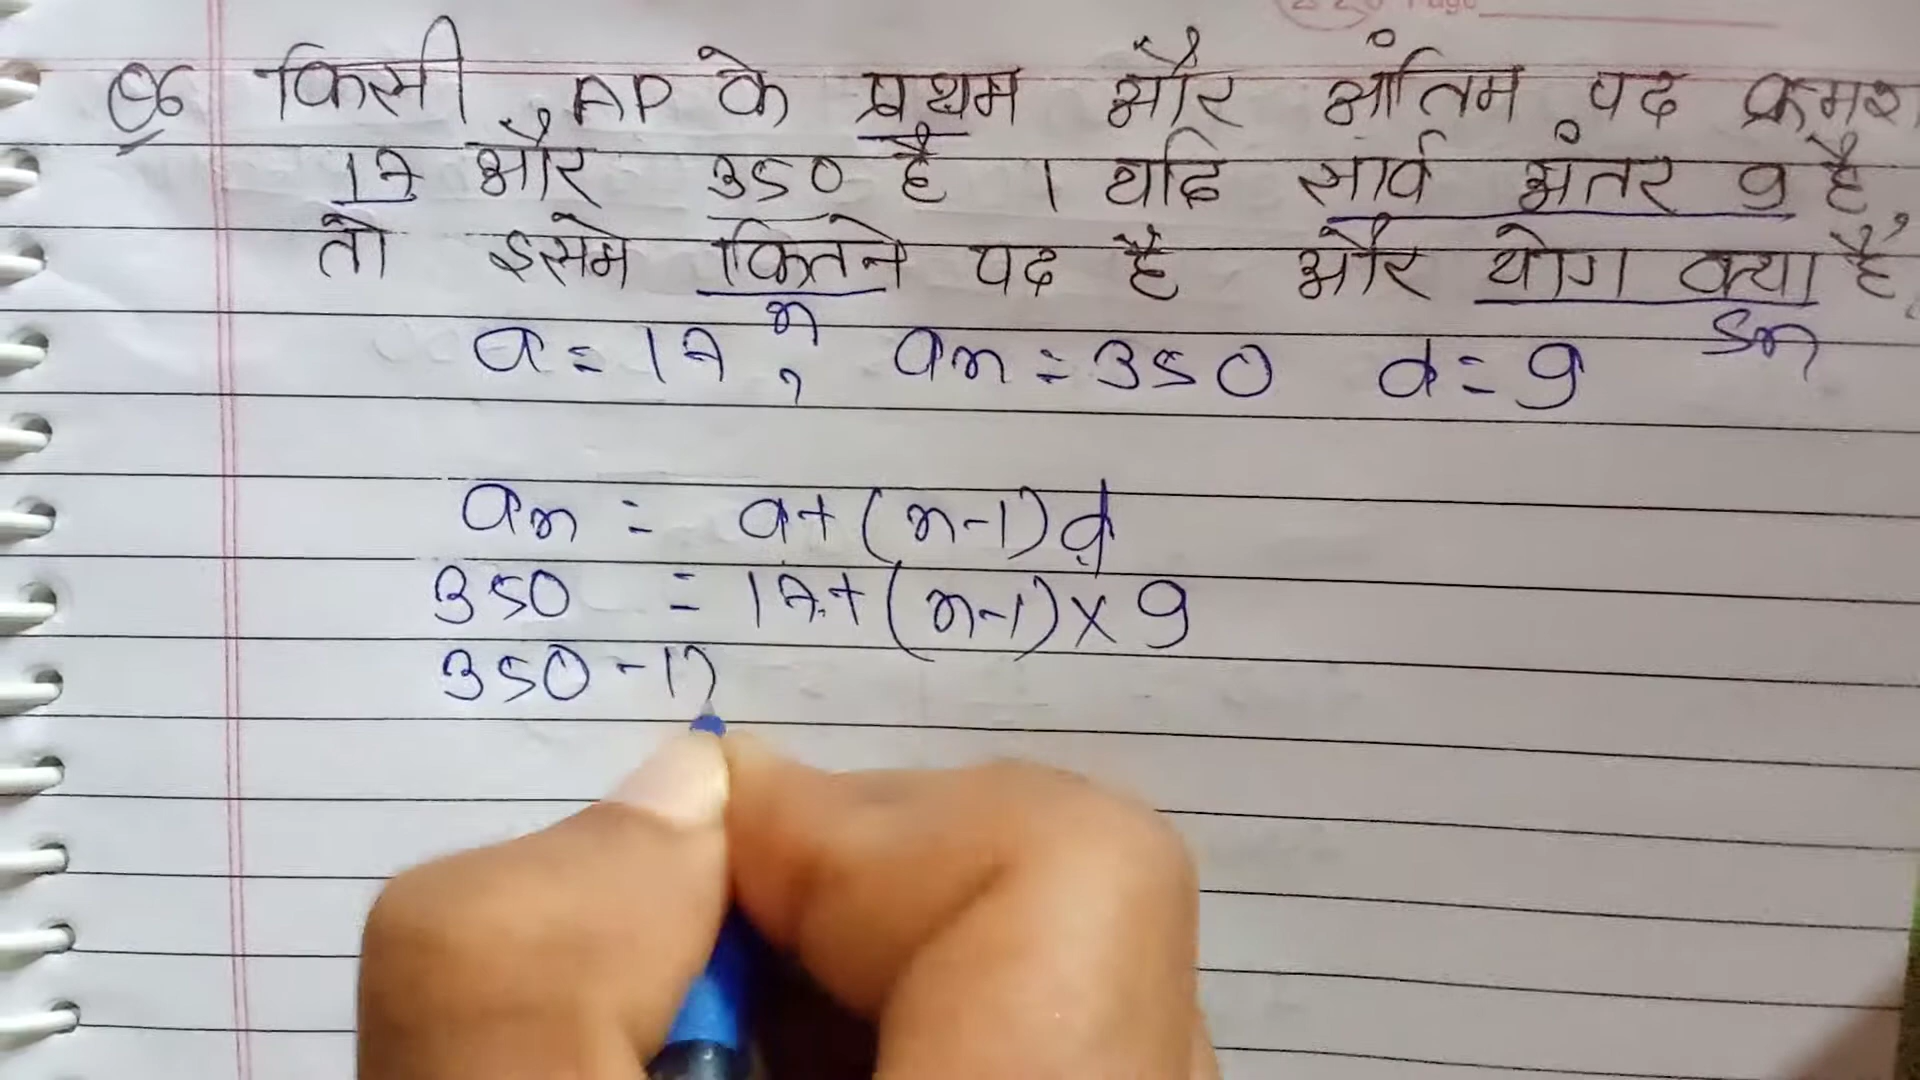 Q6 किसी AP के प्रथम और अंतिम पद क्रमश
17 और 350 है । यदि सार्व अंतर 9 है,
तो इसमे कितने पद है और योग क्या है
n Sn
a = 17, an = 350 d = 9
an = a + (n-1) d
350 = 17 + (n-1) × 9
350 - 17